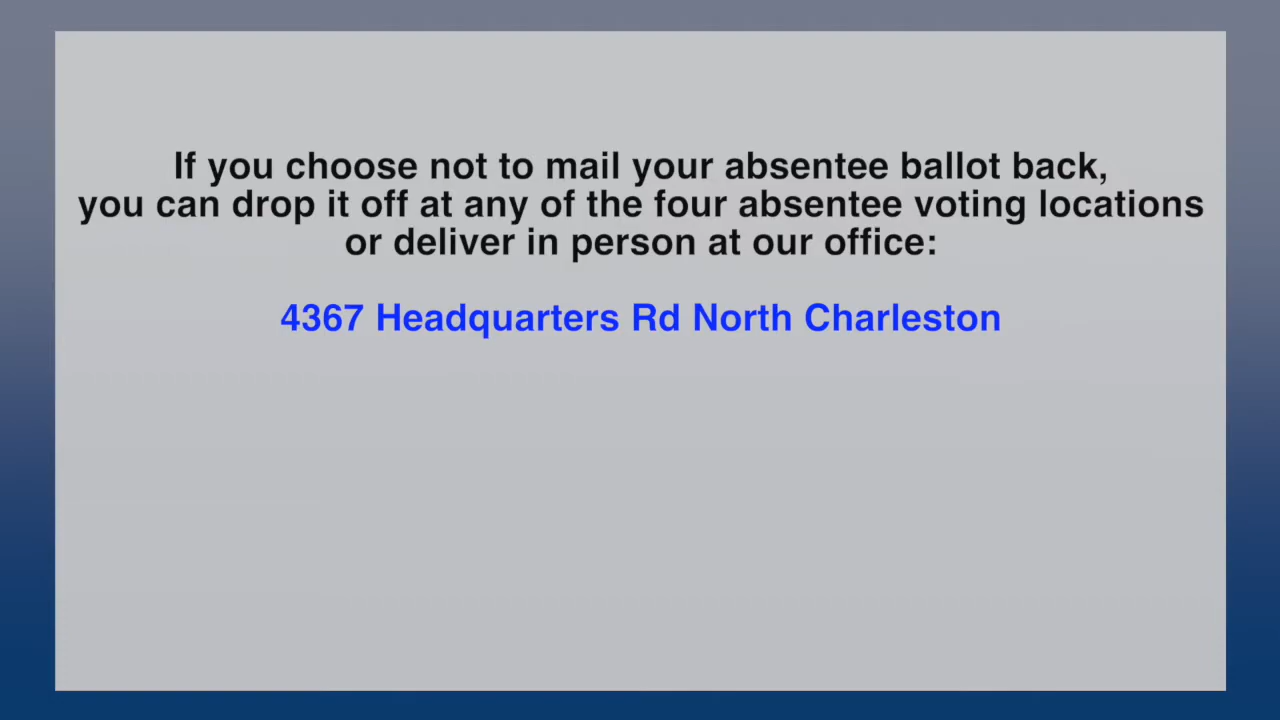 If you choose not to mail your absentee ballot back,
you can drop it off at any of the four absentee voting locations
or deliver in person at our office:
4367 Headquarters Rd North Charleston